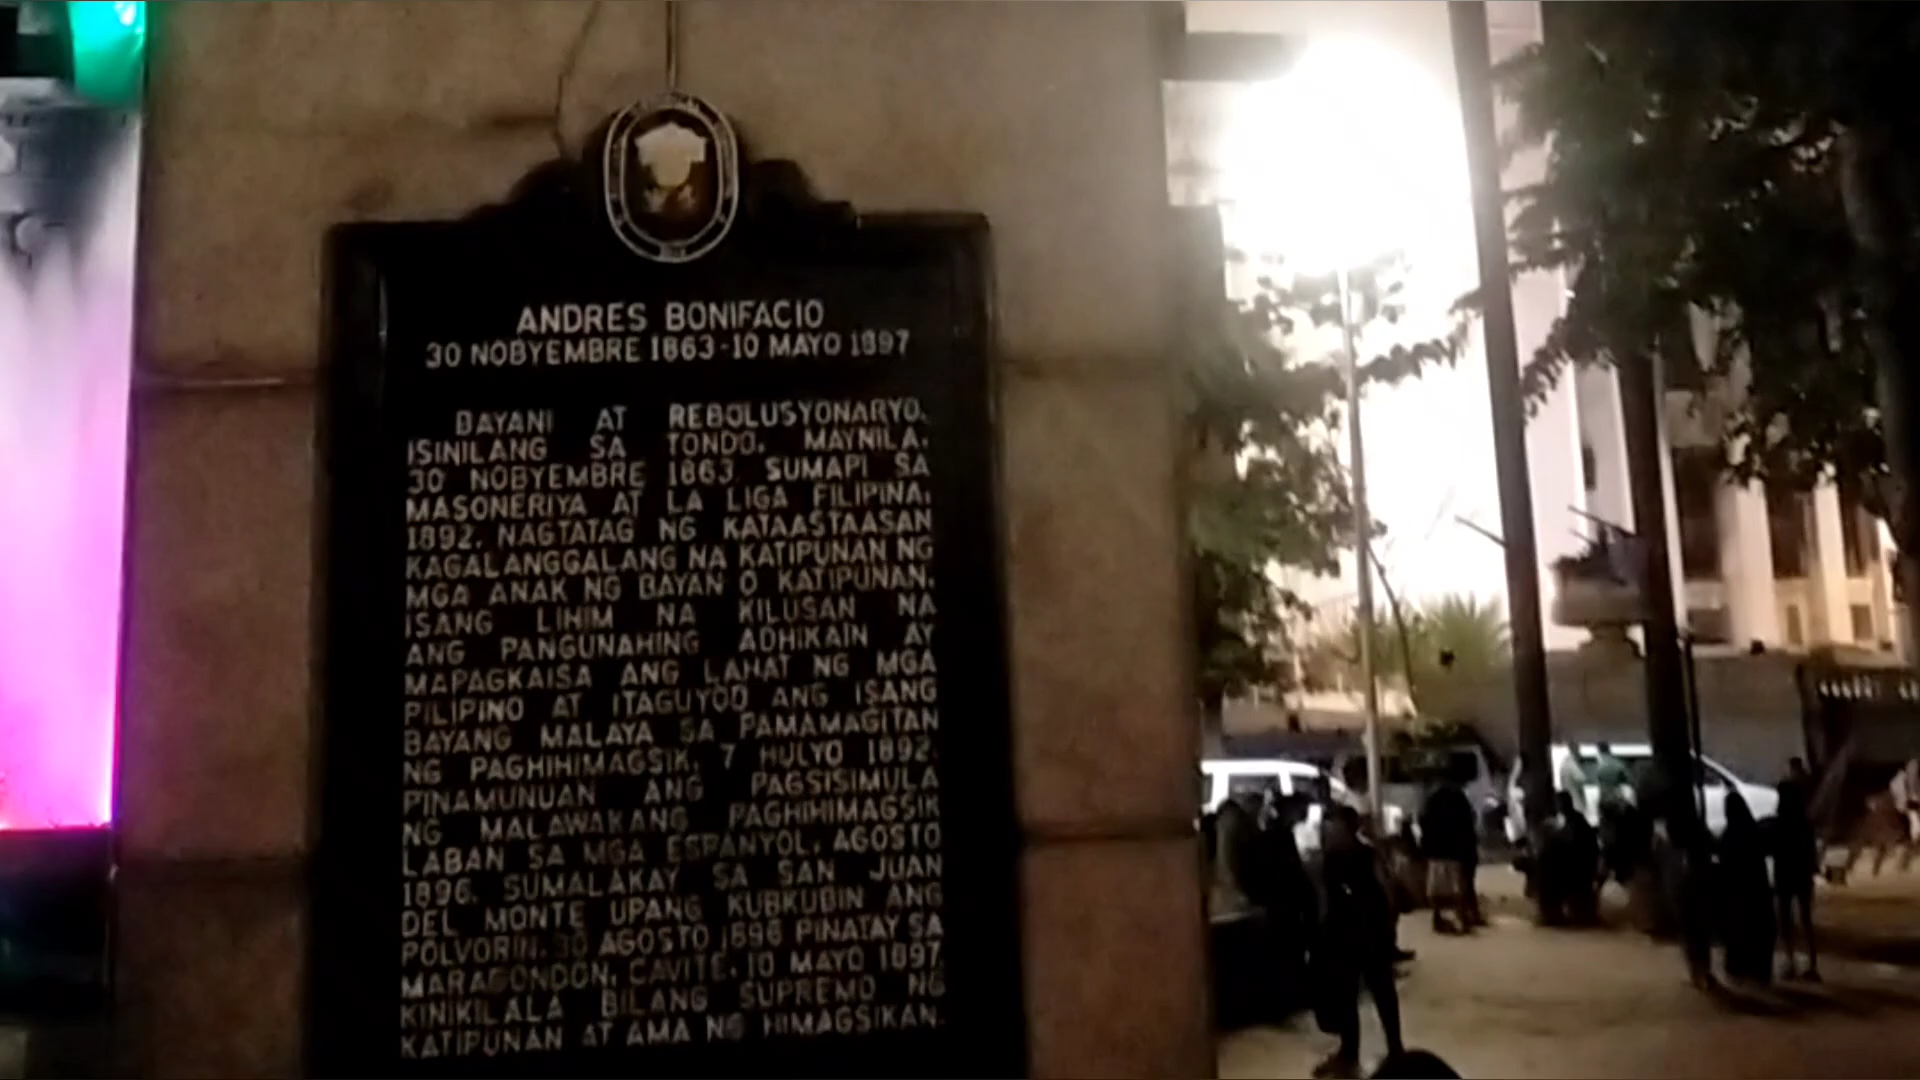 ANDRES BONIFACIO
30 NOBYEMBRE 1863-10 MAYO 1897
BAYANI AT REBOLUSYONARYO.
ISINILANG SA TONDO, MAYNILA,
30 NOBYEMBRE 1863. SUMAPI SA
MASONERIYA AT LA LIGA FILIPINA,
1892. NAGTATAG NG KATAASTAASAN
KAGALANGGALANG NA KATIPUNAN NG
MGA ANAK NG BAYAN O KATIPUNAN,
ISANG LIHIM NA KILUSAN NA
ANG PANGUNAHING ADHIKAIN AY
MAPAGKAISA ANG LAHAT NG MGA
PILIPINO AT ITAGUYOD ANG ISANG
BAYANG MALAYA SA PAMAMAGITAN
NG PAGHIHIMAGSIK, 7 HULYO 1892.
PINAMUNUAN ANG PAGSISIMULA
NG MALAWAKANG PAGHIHIMAGSIK
LABAN SA MGA ESPANYOL, AGOSTO
1896. SUMALAKAY SA SAN JUAN
DEL MONTE UPANG KUBKUBIN ANG
POLVORIN, 30 AGOSTO 1896 PINATAY SA
MARAGONDON, CAVITE, 10 MAYO 1897.
KINIKILALA BILANG SUPREMO NG
KATIPUNAN AT AMA NG HIMAGSIKAN.